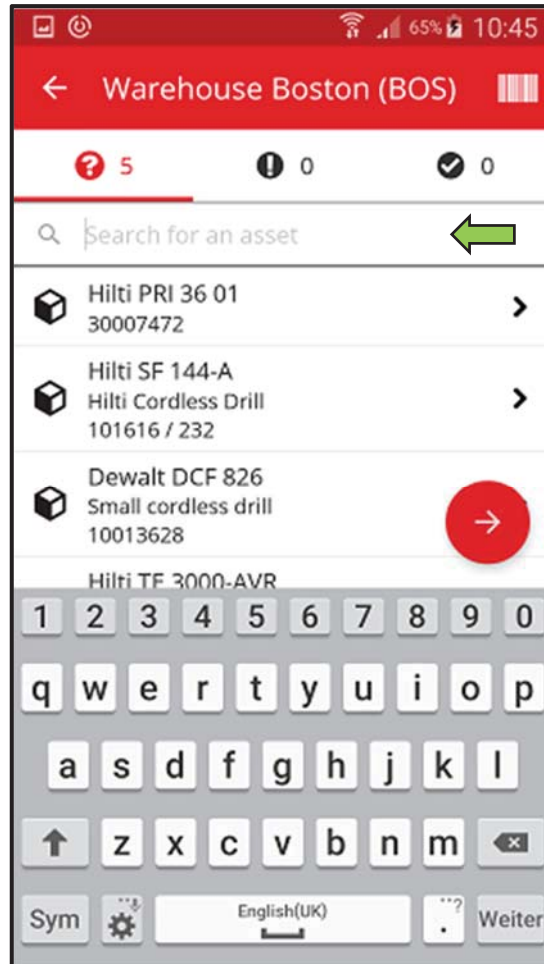 65% 10:45
Warehouse Boston (BOS)
5 0 0
Search for an asset
Hilti PRI 36 01
30007472
Hilti SF 144-A
Hilti Cordless Drill
101616 / 232
Dewalt DCF 826
Small cordless drill
10013628
Hilti TE 3000-AVR
1 2 3 4 5 6 7 8 9 0
q w e r t y u i o p
a s d f g h j k l
z x c v b n m
Sym English(UK) . ? Weiter